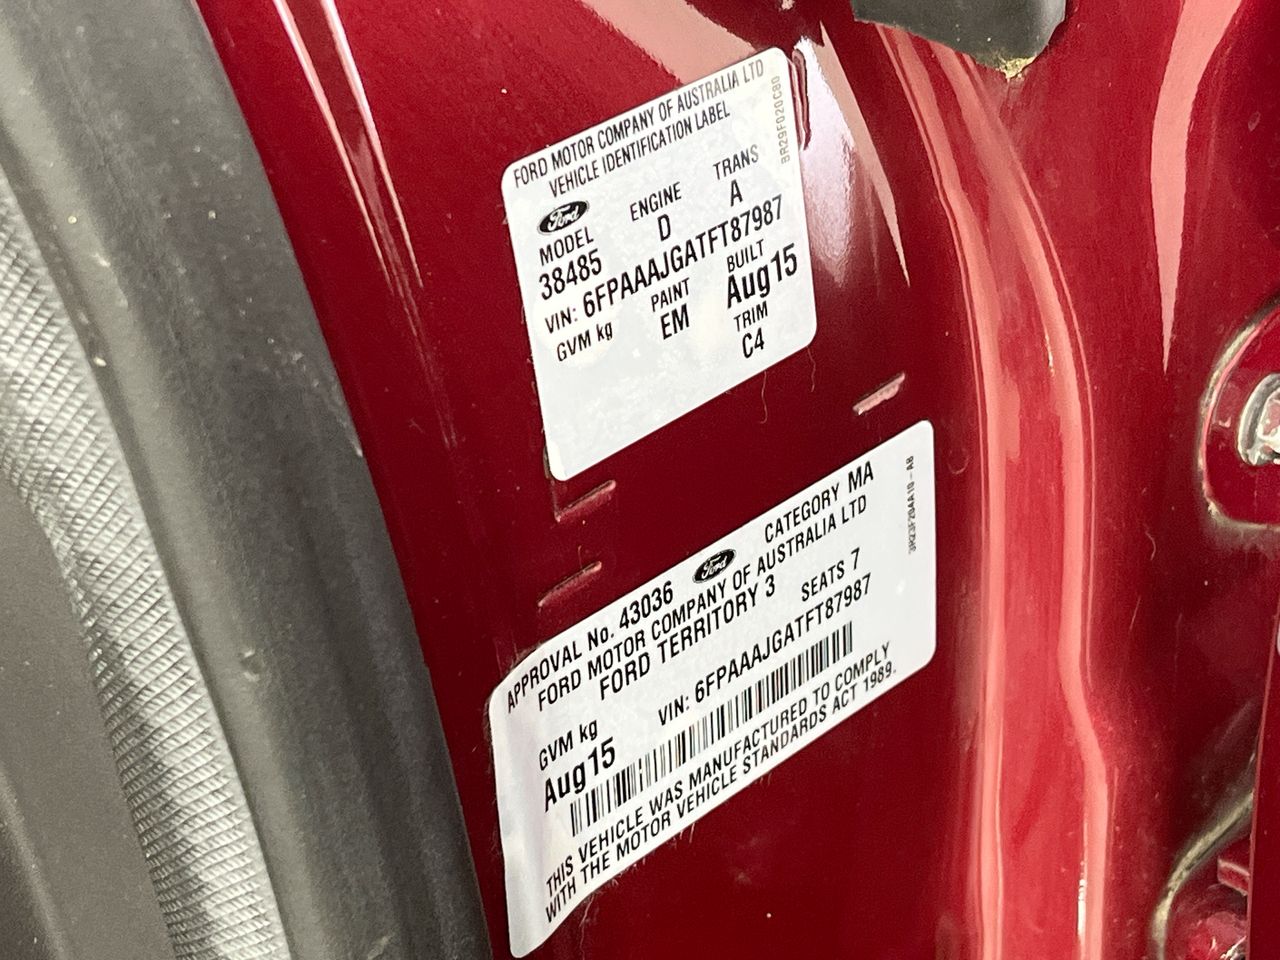 FORD MOTOR COMPANY OF AUSTRALIA LTD
VEHICLE IDENTIFICATION LABEL
BR29F020C80
Ford
MODEL ENGINE TRANS
38485 D A
VIN: 6FPAAAJGATFT87987
GVM kg PAINT BUILT
EM Aug15
TRIM
C4
APPROVAL No. 43036 Ford CATEGORY MA
FORD MOTOR COMPANY OF AUSTRALIA LTD
FORD TERRITORY 3 SEATS 7
VIN: 6FPAAAJGATFT87987
GVM kg
Aug15
THIS VEHICLE WAS MANUFACTURED TO COMPLY
WITH THE MOTOR VEHICLE STANDARDS ACT 1989.